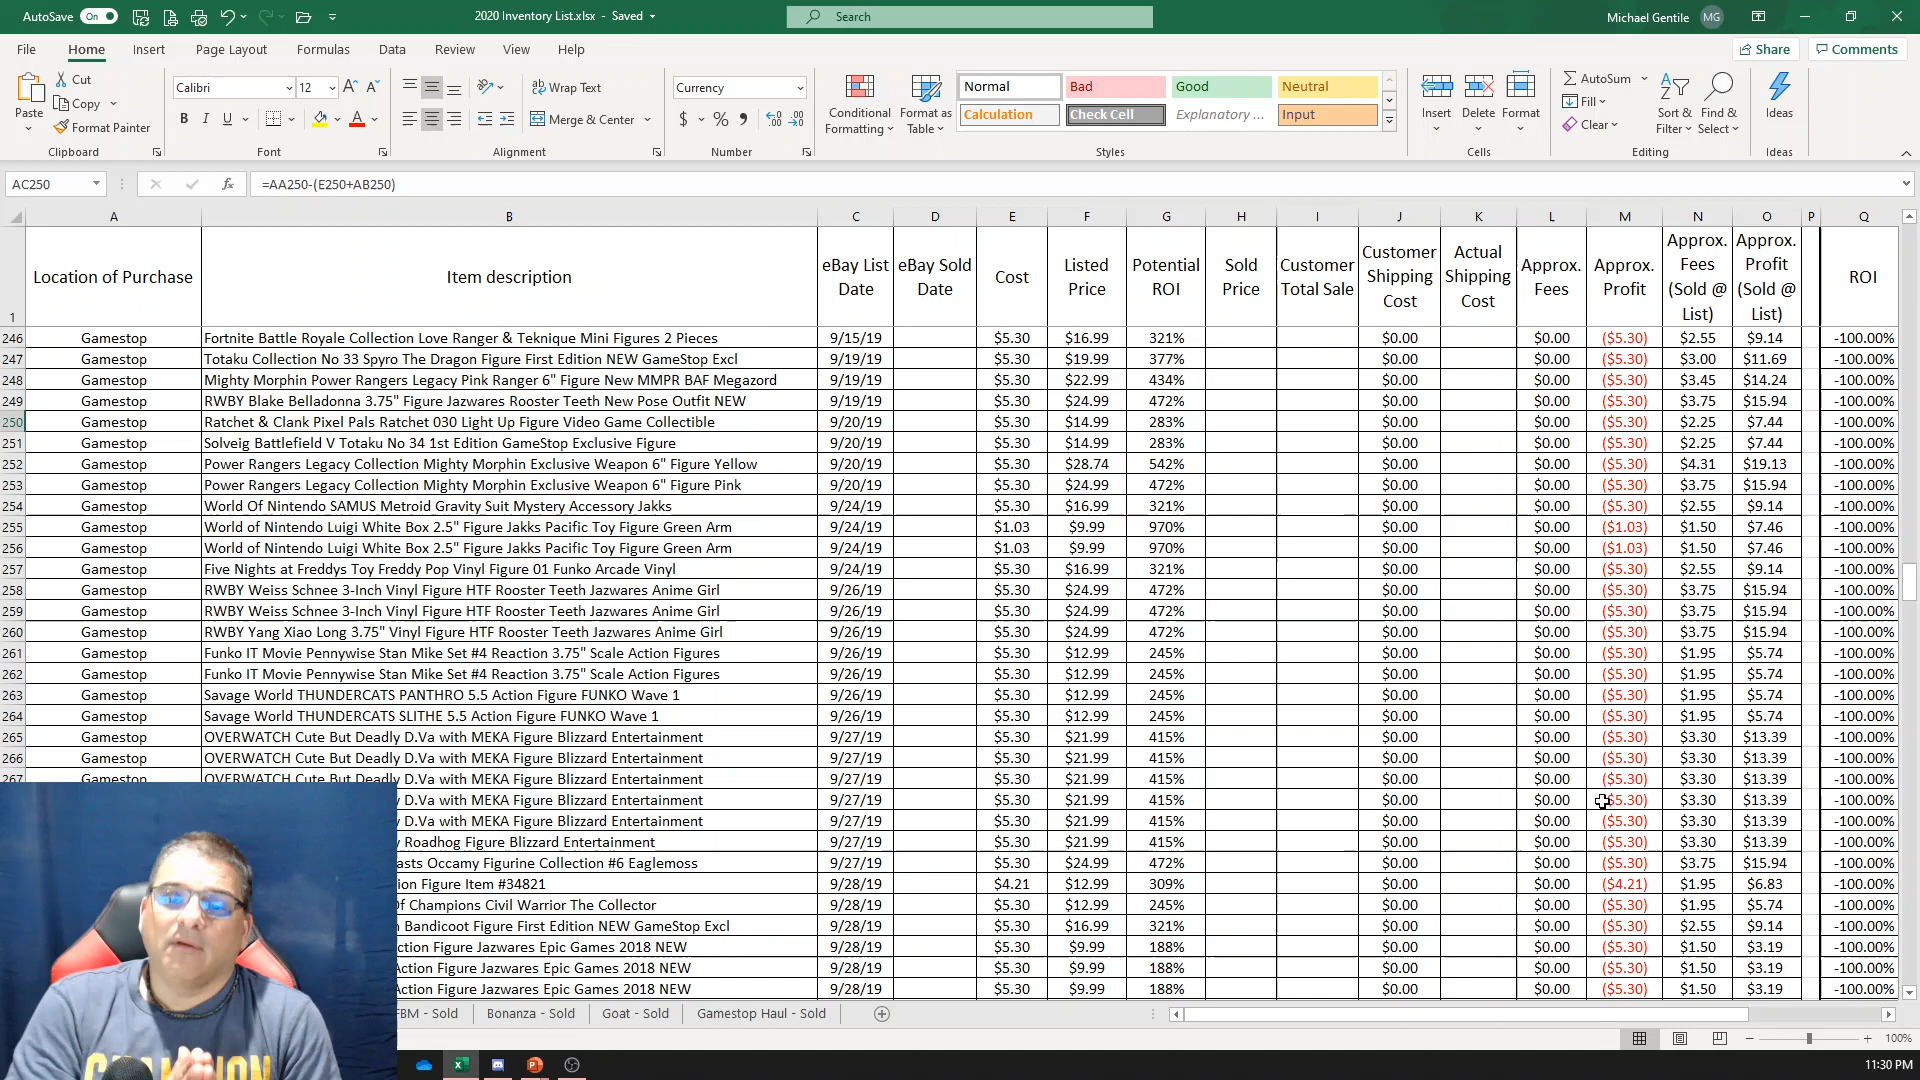 AutoSave On 2020 Inventory List.xlsx - Saved Search Michael Gentile MG
File Home Insert Page Layout Formulas Data Review View Help Share Comments
Cut Calibri 12 Wrap Text Currency Normal Bad Good Neutral AutoSum
Paste Copy Conditional Formatting Format as Table Insert Delete Format Fill Sort & Filter Find & Select Ideas
Format Painter B I U Merge & Center $ % Calculation Check Cell Explanatory ... Input Clear
Clipboard Font Alignment Number Styles Cells Editing Ideas
AC250 fx =AA250-(E250+AB250)
A B C D E F G H I J K L M N O P Q
1 Location of Purchase Item description eBay List Date eBay Sold Date Cost Listed Price Potential ROI Sold Price Customer Total Sale Customer Shipping Cost Actual Shipping Cost Approx. Fees Approx. Profit Approx. Fees (Sold @ List) Approx. Profit (Sold @ List) ROI
246 Gamestop Fortnite Battle Royale Collection Love Ranger & Teknique Mini Figures 2 Pieces 9/15/19 $5.30 $16.99 321% $0.00 $0.00 ($5.30) $2.55 $9.14 -100.00%
247 Gamestop Totaku Collection No 33 Spyro The Dragon Figure First Edition NEW GameStop Excl 9/19/19 $5.30 $19.99 377% $0.00 $0.00 ($5.30) $3.00 $11.69 -100.00%
248 Gamestop Mighty Morphin Power Rangers Legacy Pink Ranger 6" Figure New MMPR BAF Megazord 9/19/19 $5.30 $22.99 434% $0.00 $0.00 ($5.30) $3.45 $14.24 -100.00%
249 Gamestop RWBY Blake Belladonna 3.75" Figure Jazwares Rooster Teeth New Pose Outfit NEW 9/19/19 $5.30 $24.99 472% $0.00 $0.00 ($5.30) $3.75 $15.94 -100.00%
250 Gamestop Ratchet & Clank Pixel Pals Ratchet 030 Light Up Figure Video Game Collectible 9/20/19 $5.30 $14.99 283% $0.00 $0.00 ($5.30) $2.25 $7.44 -100.00%
251 Gamestop Solveig Battlefield V Totaku No 34 1st Edition GameStop Exclusive Figure 9/20/19 $5.30 $14.99 283% $0.00 $0.00 ($5.30) $2.25 $7.44 -100.00%
252 Gamestop Power Rangers Legacy Collection Mighty Morphin Exclusive Weapon 6" Figure Yellow 9/20/19 $5.30 $28.74 542% $0.00 $0.00 ($5.30) $4.31 $19.13 -100.00%
253 Gamestop Power Rangers Legacy Collection Mighty Morphin Exclusive Weapon 6" Figure Pink 9/20/19 $5.30 $24.99 472% $0.00 $0.00 ($5.30) $3.75 $15.94 -100.00%
254 Gamestop World Of Nintendo SAMUS Metroid Gravity Suit Mystery Accessory Jakks 9/24/19 $5.30 $16.99 321% $0.00 $0.00 ($5.30) $2.55 $9.14 -100.00%
255 Gamestop World of Nintendo Luigi White Box 2.5" Figure Jakks Pacific Toy Figure Green Arm 9/24/19 $1.03 $9.99 970% $0.00 $0.00 ($1.03) $1.50 $7.46 -100.00%
256 Gamestop World of Nintendo Luigi White Box 2.5" Figure Jakks Pacific Toy Figure Green Arm 9/24/19 $1.03 $9.99 970% $0.00 $0.00 ($1.03) $1.50 $7.46 -100.00%
257 Gamestop Five Nights at Freddys Toy Freddy Pop Vinyl Figure 01 Funko Arcade Vinyl 9/24/19 $5.30 $16.99 321% $0.00 $0.00 ($5.30) $2.55 $9.14 -100.00%
258 Gamestop RWBY Weiss Schnee 3-Inch Vinyl Figure HTF Rooster Teeth Jazwares Anime Girl 9/26/19 $5.30 $24.99 472% $0.00 $0.00 ($5.30) $3.75 $15.94 -100.00%
259 Gamestop RWBY Weiss Schnee 3-Inch Vinyl Figure HTF Rooster Teeth Jazwares Anime Girl 9/26/19 $5.30 $24.99 472% $0.00 $0.00 ($5.30) $3.75 $15.94 -100.00%
260 Gamestop RWBY Yang Xiao Long 3.75" Vinyl Figure HTF Rooster Teeth Jazwares Anime Girl 9/26/19 $5.30 $24.99 472% $0.00 $0.00 ($5.30) $3.75 $15.94 -100.00%
261 Gamestop Funko IT Movie Pennywise Stan Mike Set #4 Reaction 3.75" Scale Action Figures 9/26/19 $5.30 $12.99 245% $0.00 $0.00 ($5.30) $1.95 $5.74 -100.00%
262 Gamestop Funko IT Movie Pennywise Stan Mike Set #4 Reaction 3.75" Scale Action Figures 9/26/19 $5.30 $12.99 245% $0.00 $0.00 ($5.30) $1.95 $5.74 -100.00%
263 Gamestop Savage World THUNDERCATS PANTHRO 5.5 Action Figure FUNKO Wave 1 9/26/19 $5.30 $12.99 245% $0.00 $0.00 ($5.30) $1.95 $5.74 -100.00%
264 Gamestop Savage World THUNDERCATS SLITHE 5.5 Action Figure FUNKO Wave 1 9/26/19 $5.30 $12.99 245% $0.00 $0.00 ($5.30) $1.95 $5.74 -100.00%
265 Gamestop OVERWATCH Cute But Deadly D.Va with MEKA Figure Blizzard Entertainment 9/27/19 $5.30 $21.99 415% $0.00 $0.00 ($5.30) $3.30 $13.39 -100.00%
266 Gamestop OVERWATCH Cute But Deadly D.Va with MEKA Figure Blizzard Entertainment 9/27/19 $5.30 $21.99 415% $0.00 $0.00 ($5.30) $3.30 $13.39 -100.00%
267 Gamestop OVERWATCH Cute But Deadly D.Va with MEKA Figure Blizzard Entertainment 9/27/19 $5.30 $21.99 415% $0.00 $0.00 ($5.30) $3.30 $13.39 -100.00%
y D.Va with MEKA Figure Blizzard Entertainment 9/27/19 $5.30 $21.99 415% $0.00 $0.00 $5.30) $3.30 $13.39 -100.00%
y D.Va with MEKA Figure Blizzard Entertainment 9/27/19 $5.30 $21.99 415% $0.00 $0.00 ($5.30) $3.30 $13.39 -100.00%
y Roadhog Figure Blizzard Entertainment 9/27/19 $5.30 $21.99 415% $0.00 $0.00 ($5.30) $3.30 $13.39 -100.00%
asts Occamy Figurine Collection #6 Eaglemoss 9/27/19 $5.30 $24.99 472% $0.00 $0.00 ($5.30) $3.75 $15.94 -100.00%
ion Figure Item #34821 9/28/19 $4.21 $12.99 309% $0.00 $0.00 ($4.21) $1.95 $6.83 -100.00%
Of Champions Civil Warrior The Collector 9/28/19 $5.30 $12.99 245% $0.00 $0.00 ($5.30) $1.95 $5.74 -100.00%
h Bandicoot Figure First Edition NEW GameStop Excl 9/28/19 $5.30 $16.99 321% $0.00 $0.00 ($5.30) $2.55 $9.14 -100.00%
Action Figure Jazwares Epic Games 2018 NEW 9/28/19 $5.30 $9.99 188% $0.00 $0.00 ($5.30) $1.50 $3.19 -100.00%
Action Figure Jazwares Epic Games 2018 NEW 9/28/19 $5.30 $9.99 188% $0.00 $0.00 ($5.30) $1.50 $3.19 -100.00%
Action Figure Jazwares Epic Games 2018 NEW 9/28/19 $5.30 $9.99 188% $0.00 $0.00 ($5.30) $1.50 $3.19 -100.00%
FBM - Sold Bonanza - Sold Goat - Sold Gamestop Haul - Sold
100%
11:30 PM